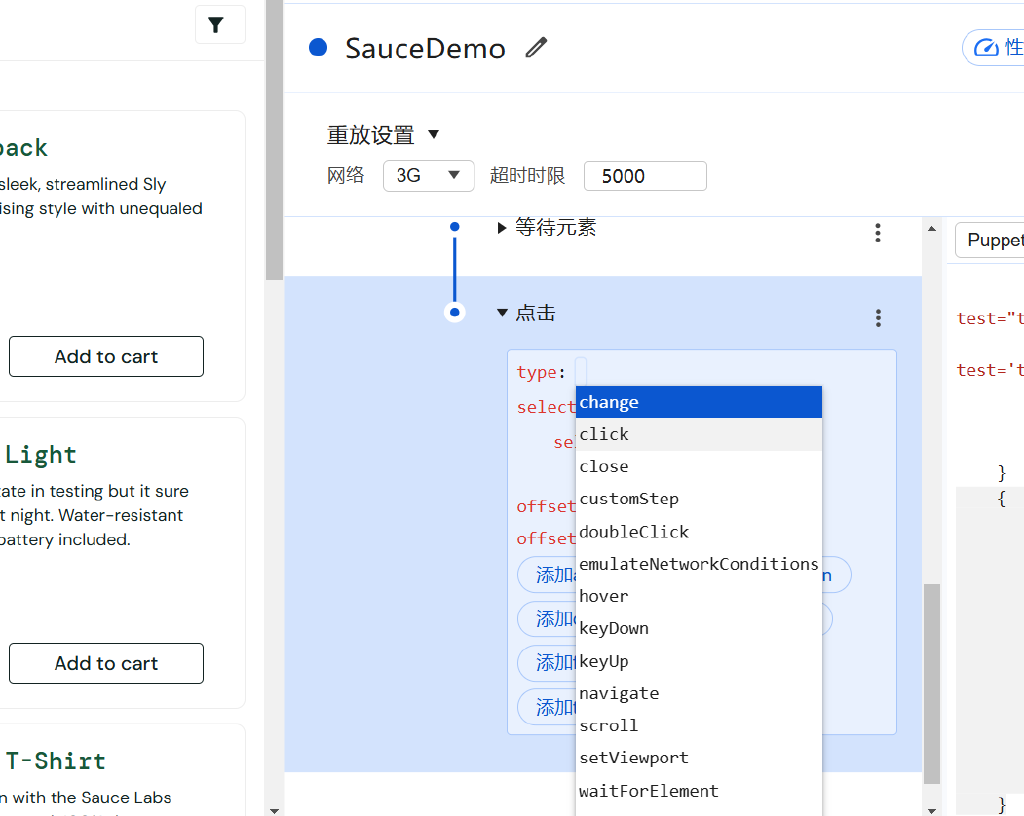 SauceDemo
性
重放设置
网络 3G 超时时限 5000
pack
sleek, streamlined Sly
ising style with unequaled
Add to cart
Light
ate in testing but it sure
t night. Water-resistant
battery included.
Add to cart
T-Shirt
n with the Sauce Labs
等待元素
点击
type:
select
se
offset
offset
添加
n
添加
添加
添加
change
click
close
customStep
doubleClick
emulateNetworkConditions
hover
keyDown
keyUp
navigate
scroll
setViewport
waitForElement
Puppet
test="t
test='t
}
{
}